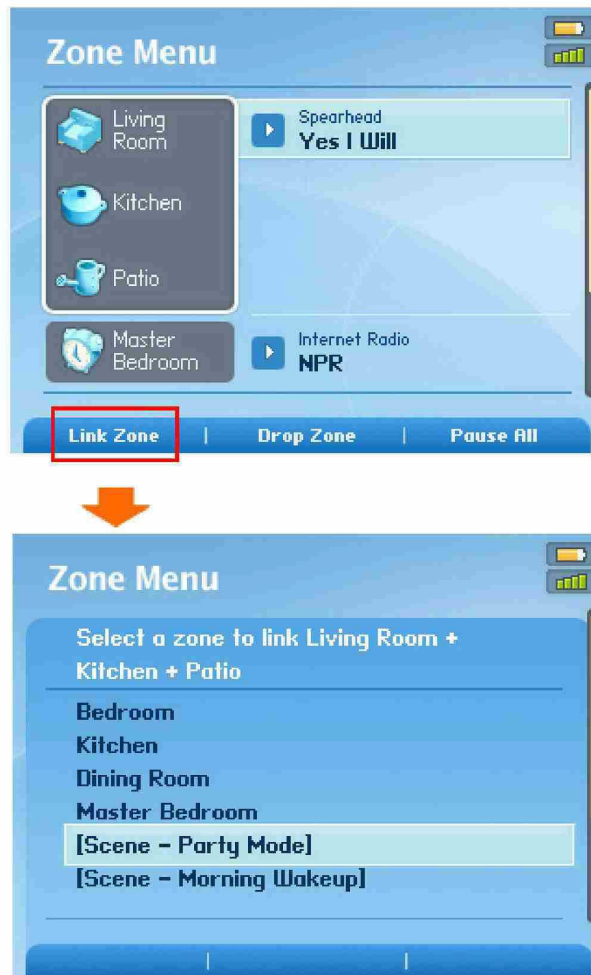 Zone Menu
Living
Room
Spearhead
Yes I Will
Kitchen
Patio
Master
Bedroom
Internet Radio
NPR
Link Zone | Drop Zone | Pause All
Zone Menu
Select a zone to link Living Room +
Kitchen + Patio
Bedroom
Kitchen
Dining Room
Master Bedroom
[Scene - Party Mode]
[Scene - Morning Wakeup]